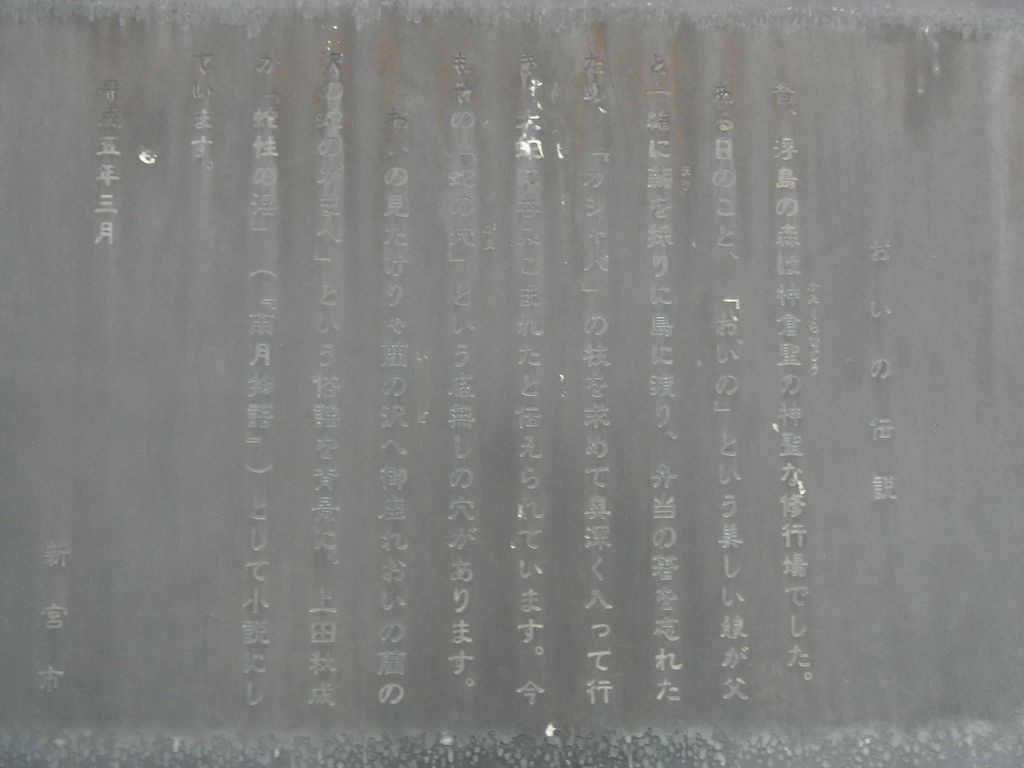 おいの伝説
昔、浮島の森は神倉聖の神聖な修行場でした。
ある日のこと、「おいの」という美しい娘が父
と一緒に薪を採りに島に渡り、弁当の箸を忘れた
ため、「カシャバ」の枝を求めて奥深く入って行
き、大蛇に呑みこまれたと伝えられています。今
もその「蛇の穴」という底無しの穴があります。
「おいの見たけりゃ藺の沢へ御座れおいの藺の
沢の蛇のがまへ」という俗謡を背景に、上田秋成
が「蛇性の婬」（『雨月物語』）として小説にし
ています。
平成五年三月
新宮市